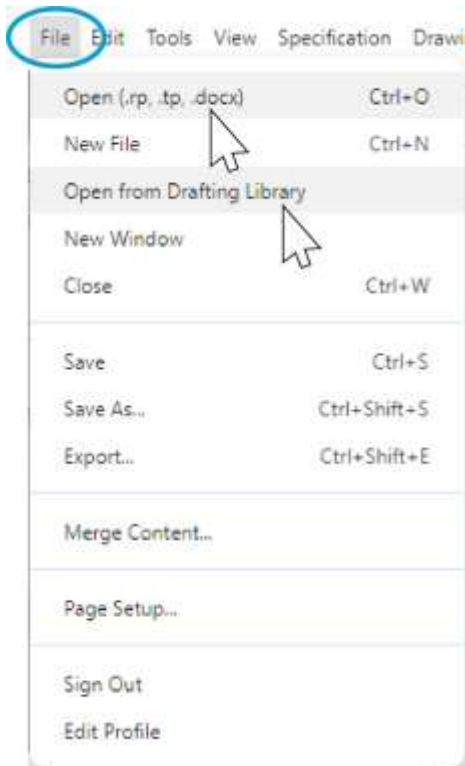 File Edit Tools View Specification Drawi
Open (.rp, .tp, .docx) Ctrl+O
New File Ctrl+N
Open from Drafting Library
New Window
Close Ctrl+W
Save Ctrl+S
Save As... Ctrl+Shift+S
Export... Ctrl+Shift+E
Merge Content...
Page Setup...
Sign Out
Edit Profile